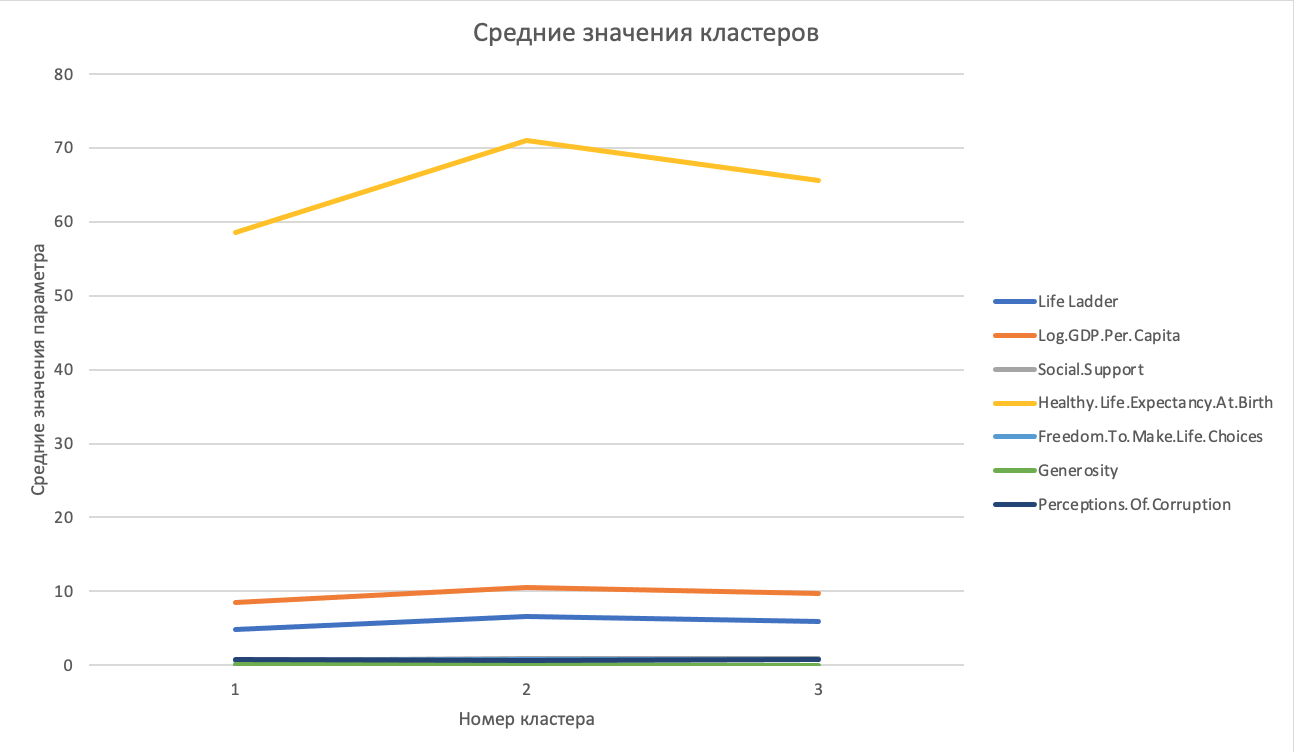 Средние значения кластеров
80
70
60
50
40
30
20
10
0
Средние значения параметра
1 2 3
Номер кластера
Life Ladder
Log.GDP.Per.Capita
Social.Support
Healthy.Life.Expectancy.At.Birth
Freedom.To.Make.Life.Choices
Generosity
Perceptions.Of.Corruption